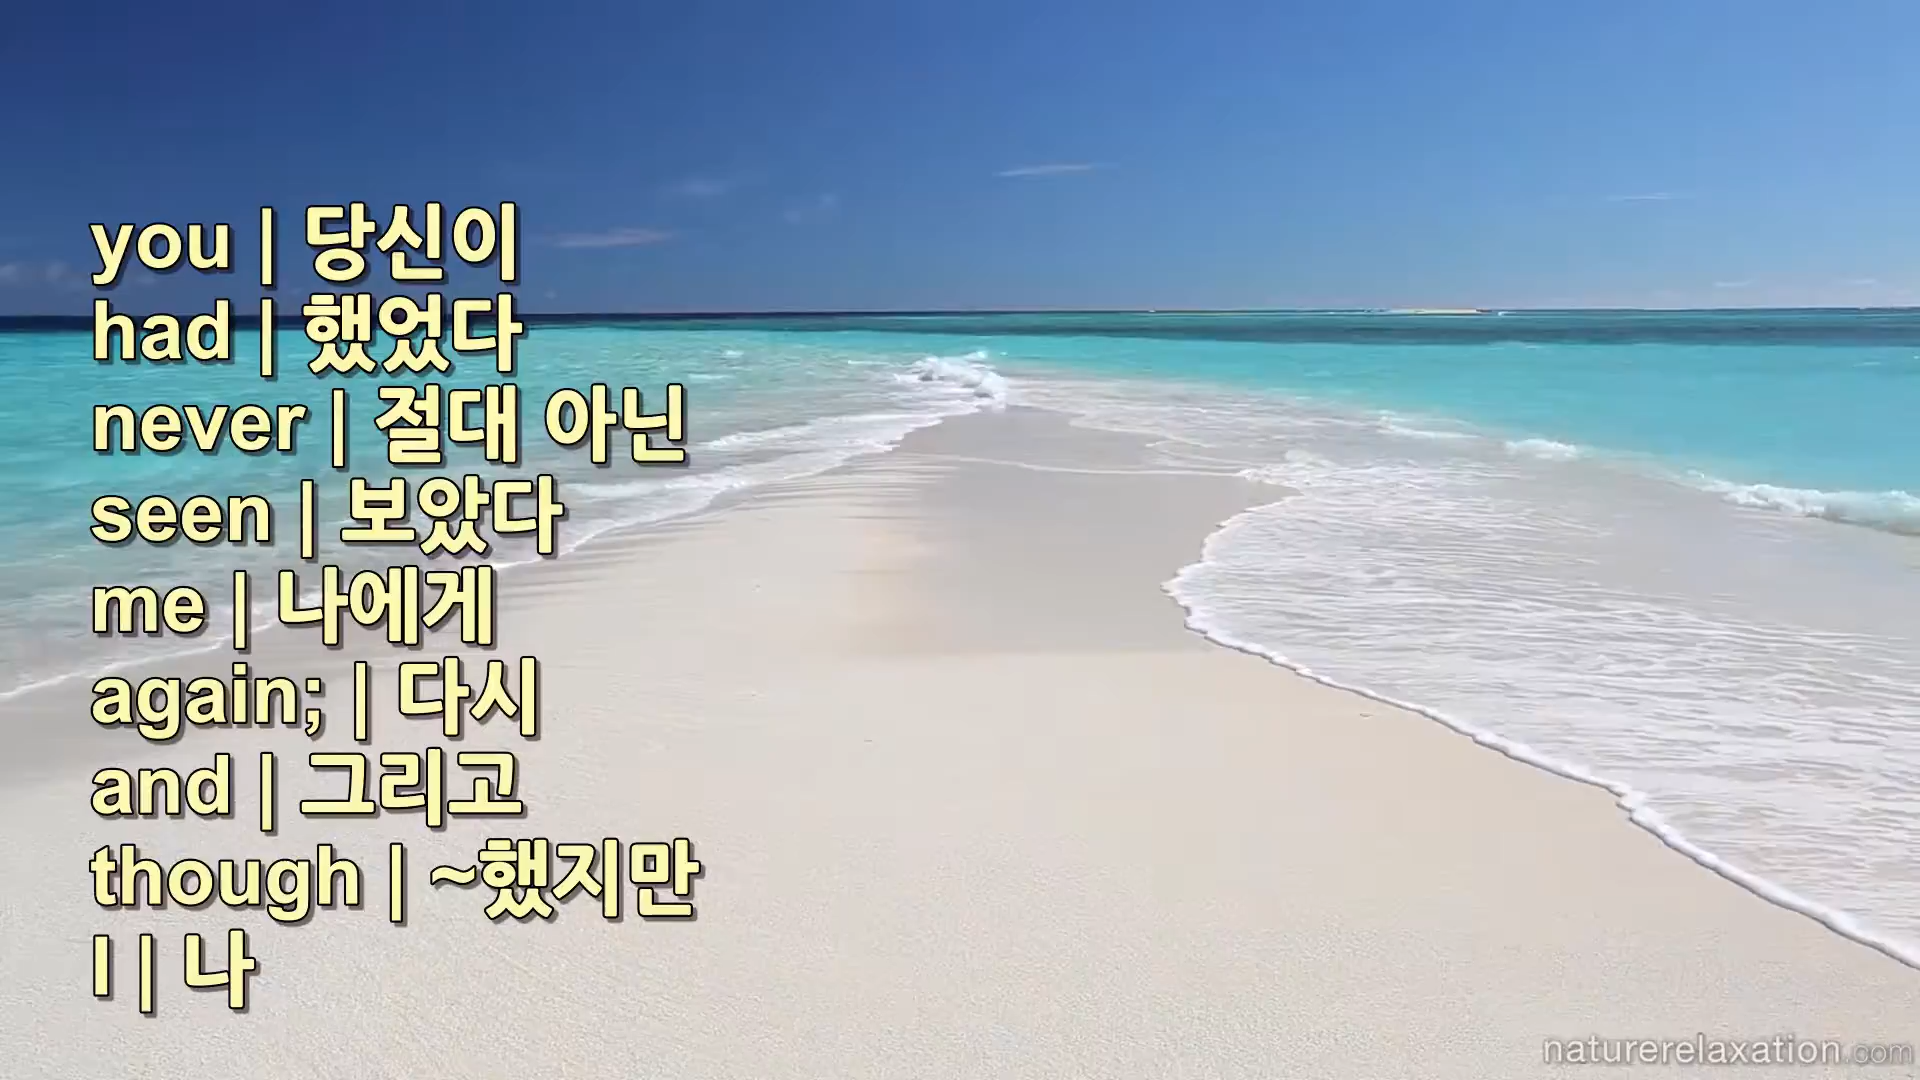 you | 당신이
had | 했었다
never | 절대 아닌
seen | 보았다
me | 나에게
again; | 다시
and | 그리고
though | ~했지만
I | 나
naturerelaxation.com